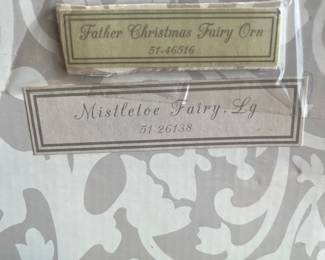 Father Christmas Fairy Orn
51-46516
Mistletoe Fairy, Lg
51 26138